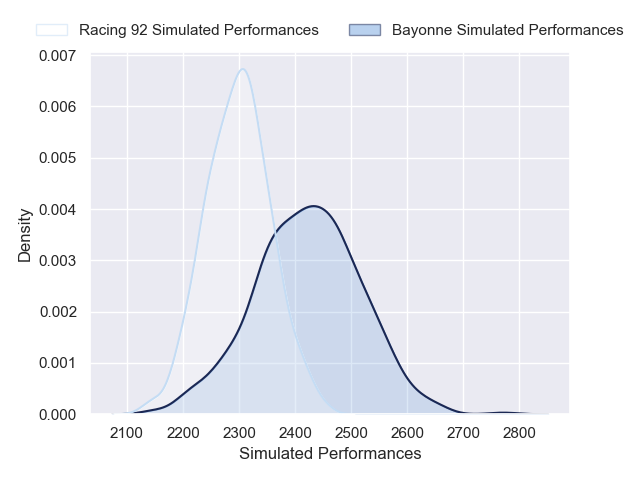 Racing 92 Simulated Performances
Bayonne Simulated Performances
0.007
0.006
0.005
0.004
0.003
0.002
0.001
0.000
Density
2100 2200 2300 2400 2500 2600 2700 2800
Simulated Performances